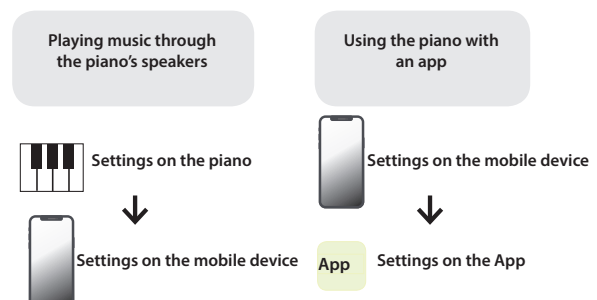 Playing music through
the piano’s speakers
Settings on the piano
Settings on the mobile device
Using the piano with
an app
Settings on the mobile device
App
Settings on the App